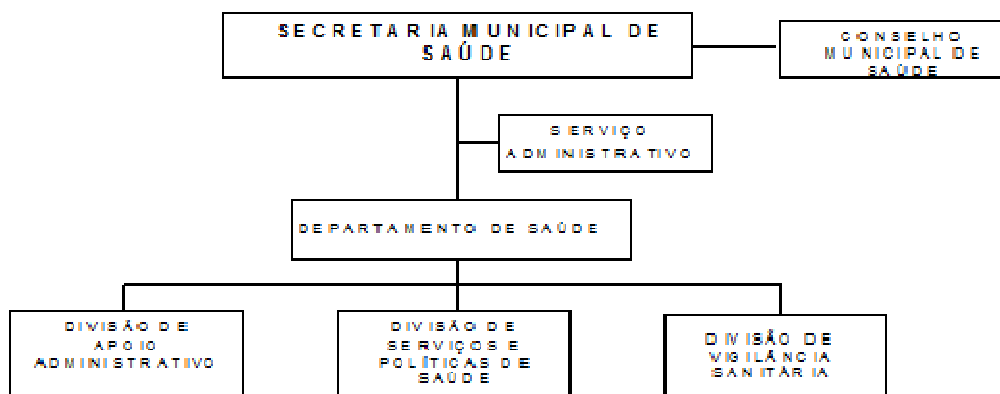 SECRETARIA MUNICIPAL DE
SAÚDE
CONSELHO
MUNICIPAL DE
SAÚDE
SERVIÇO
ADMINISTRATIVO
DEPARTAMENTO DE SAÚDE
DIVISÃO DE
APOIO
ADMINISTRATIVO
DIVISÃO DE
SERVIÇOS E
POLÍTICAS DE
SAÚDE
DIVISÃO DE
VIGILÂNCIA
SANITÁRIA